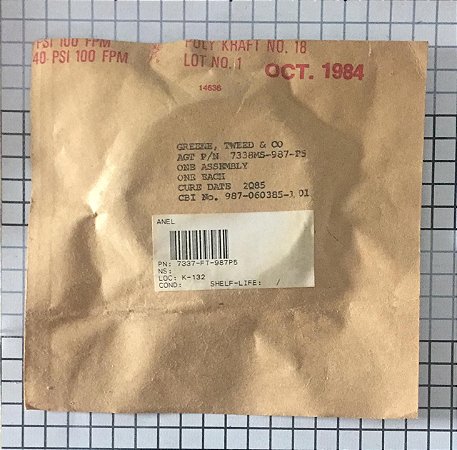 PSI 100 FPM
POLY KRAFT NO. 18
40 PSI 100 FPM
LOT NO. 1
OCT. 1984
14636
GREENE, TWEED & CO
AGT P/N 7338MS-987-P5
ONE ASSEMBLY
ONE EACH
CURE DATE 2Q85
CBI No. 987-060385-1 01
ANEL
PN: 7337-FT-987P5
NS:
LOC: K-132
COND: SHELF-LIFE: /